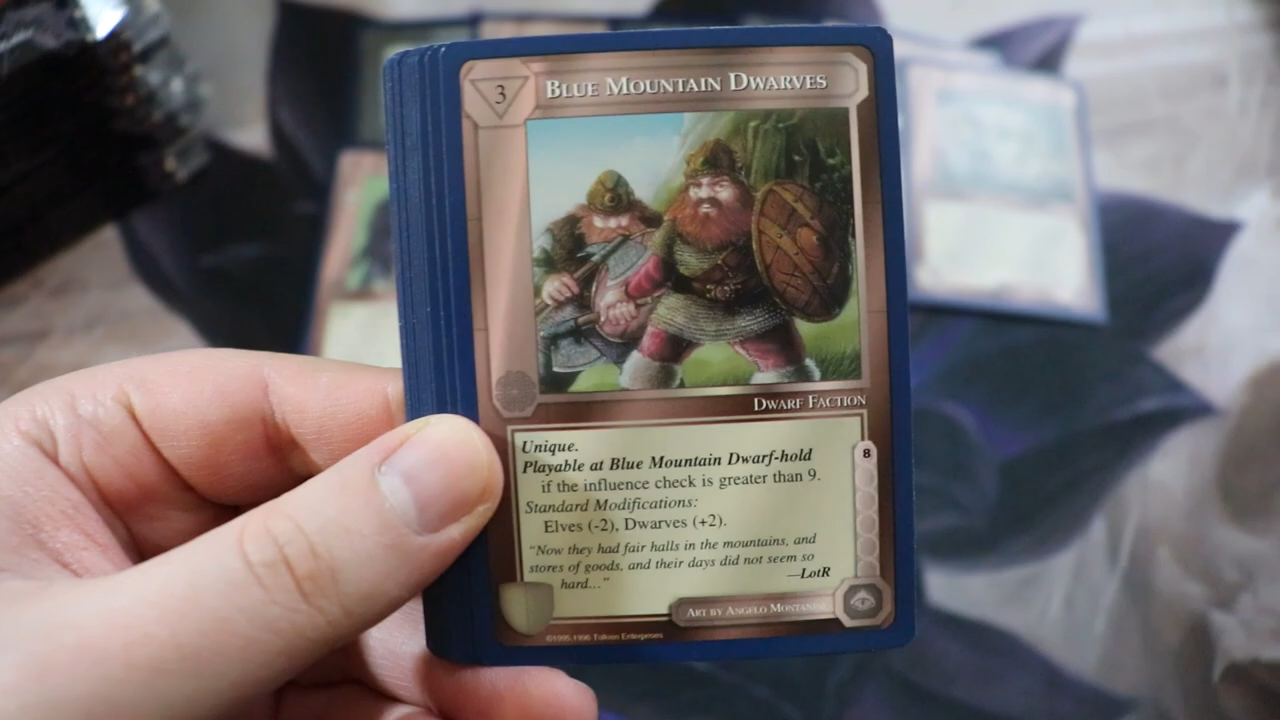 3
BLUE MOUNTAIN DWARVES
DWARF FACTION
Unique.
Playable at Blue Mountain Dwarf-hold
if the influence check is greater than 9.
Standard Modifications:
Elves (-2), Dwarves (+2).
8
"Now they had fair halls in the mountains, and
stores of goods, and their days did not seem so
hard..."
—LotR
ART BY ANGELO MONTANINI
©1995,1996 Tolkien Enterprises